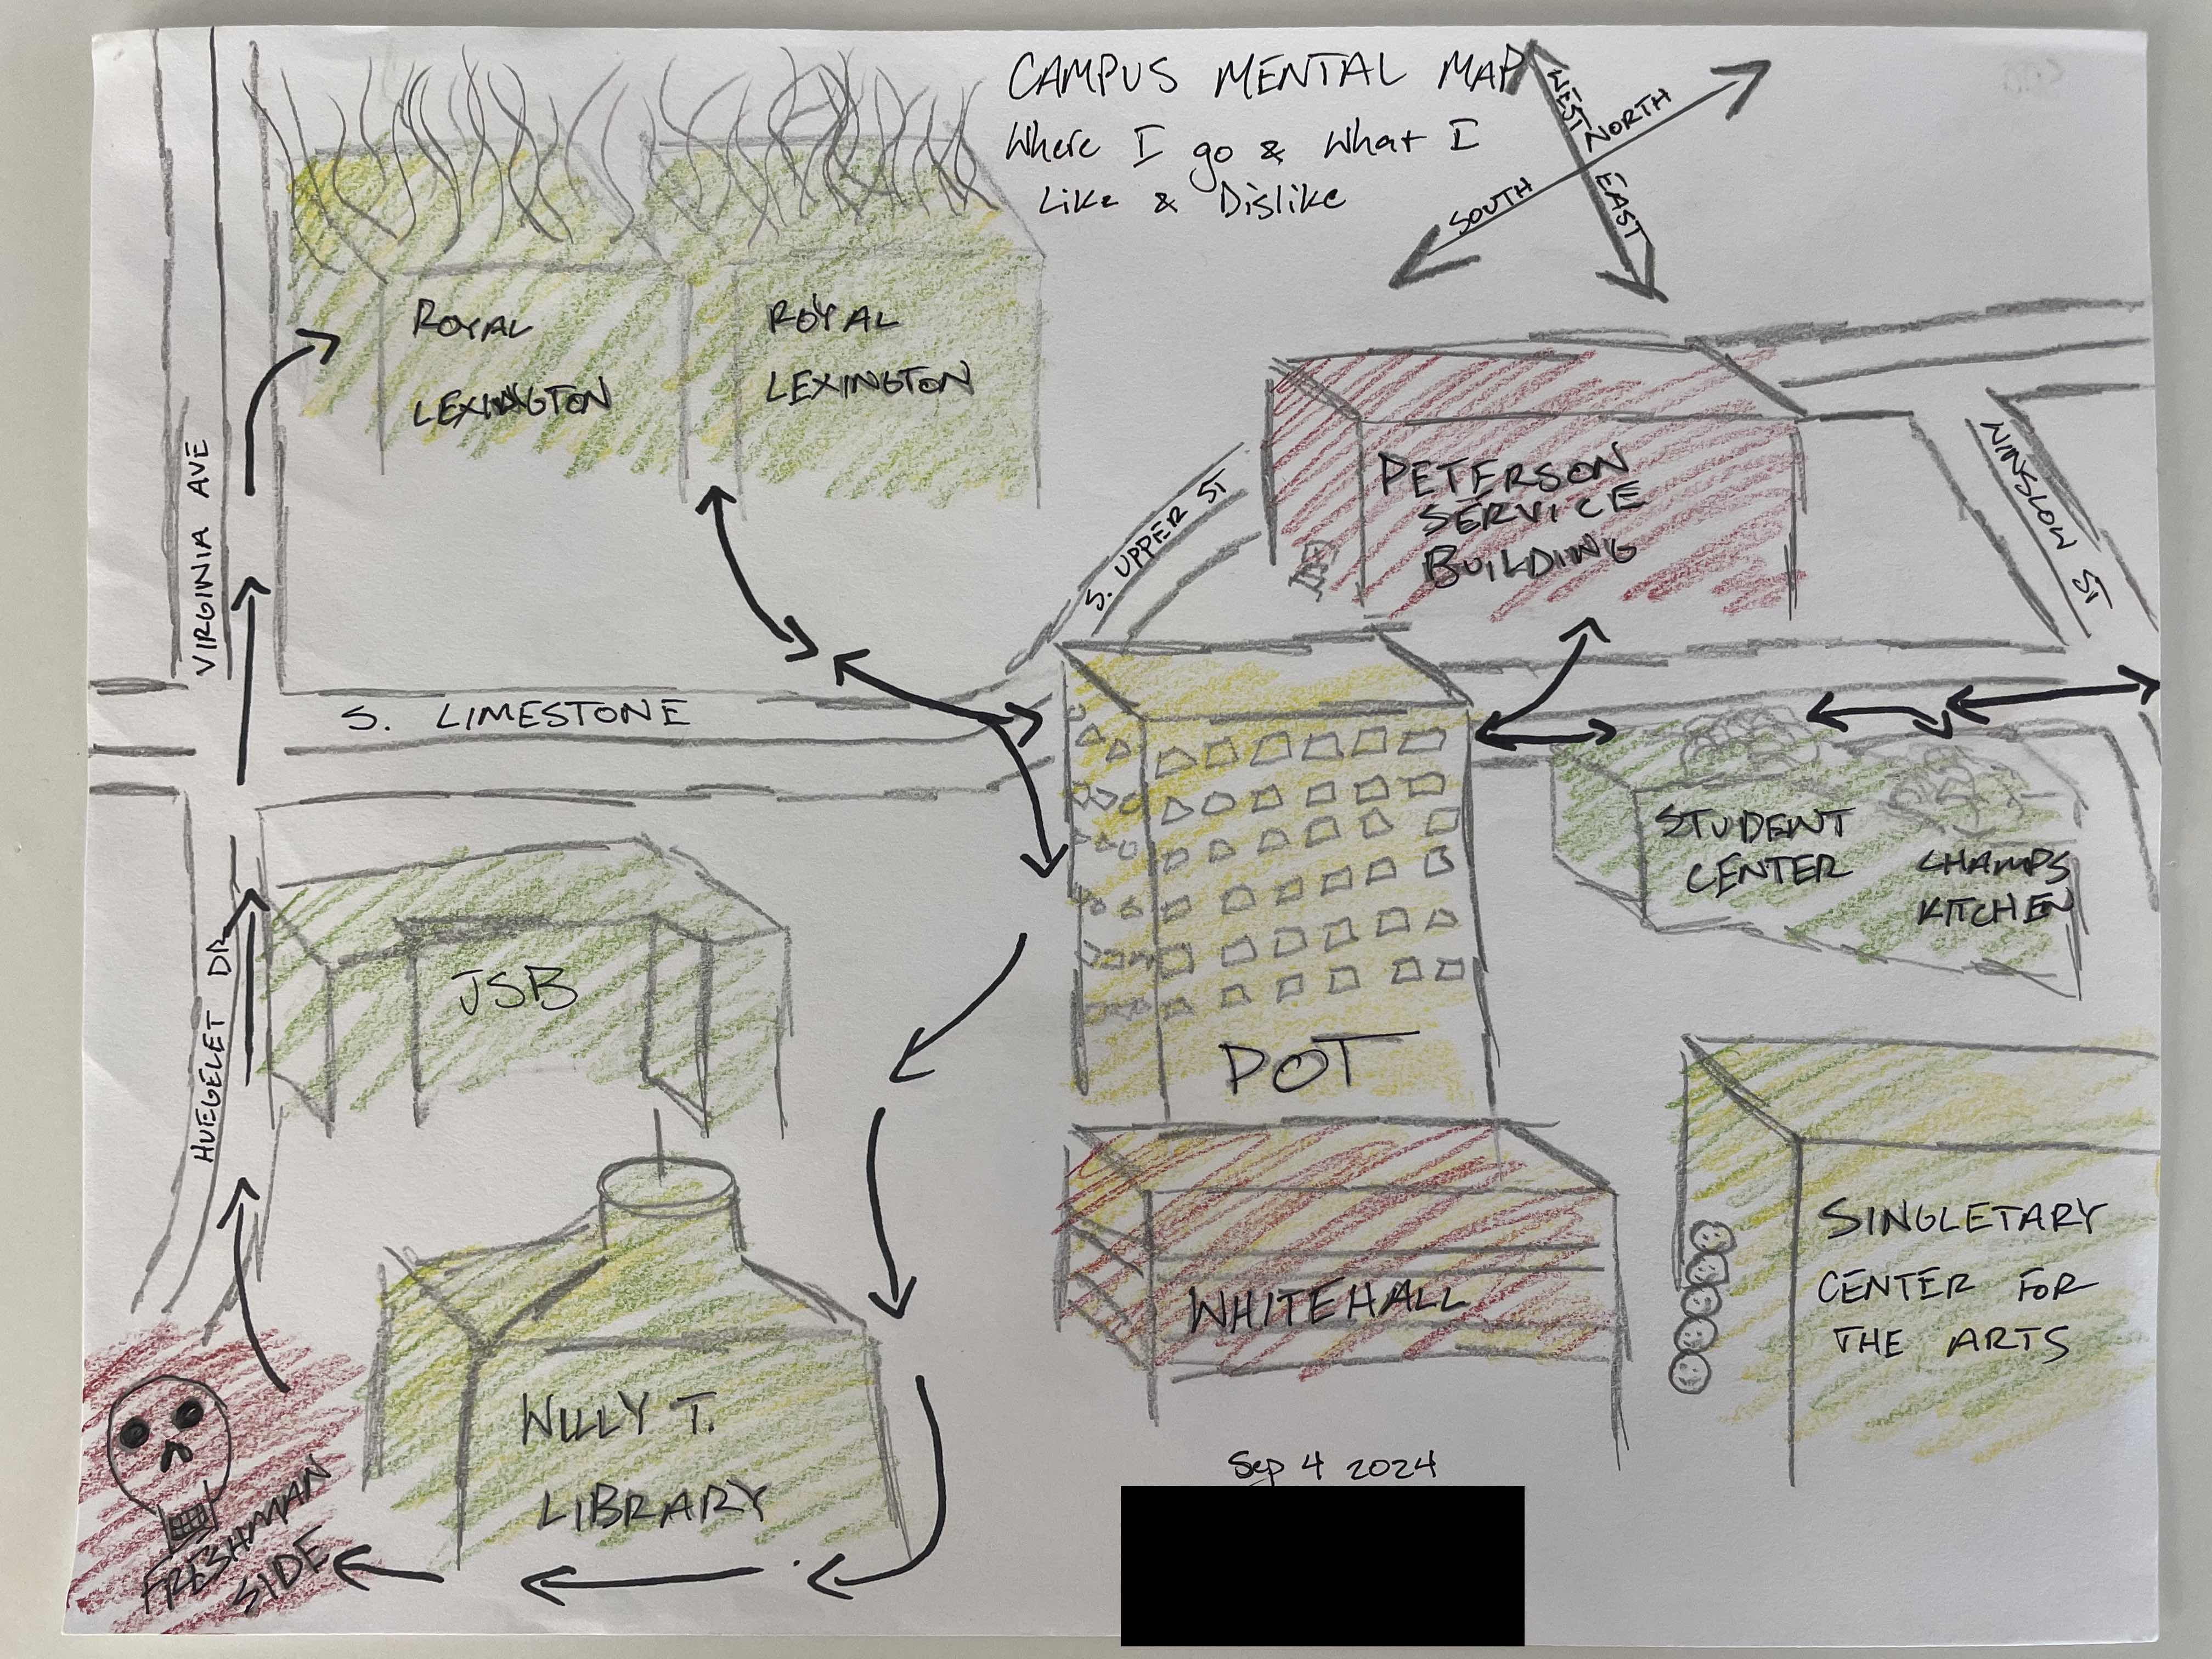 CAMPUS MENTAL MAP
Where I go & What I
Like & Dislike
WEST
NORTH
SOUTH
EAST
ROYAL
LEXINGTON
ROYAL
LEXINGTON
VIRGINIA AVE
S. UPPER ST
PETERSON
SERVICE
BUILDING
WINSLOW ST
S. LIMESTONE
STUDENT
CENTER
CHAMPS
KITCHEN
HUEGELET DR
JSB
POT
WHITEHALL
SINGLETARY
CENTER FOR
THE ARTS
WILLY T.
LIBRARY
FRESHMAN
SIDE
Sep 4 2024